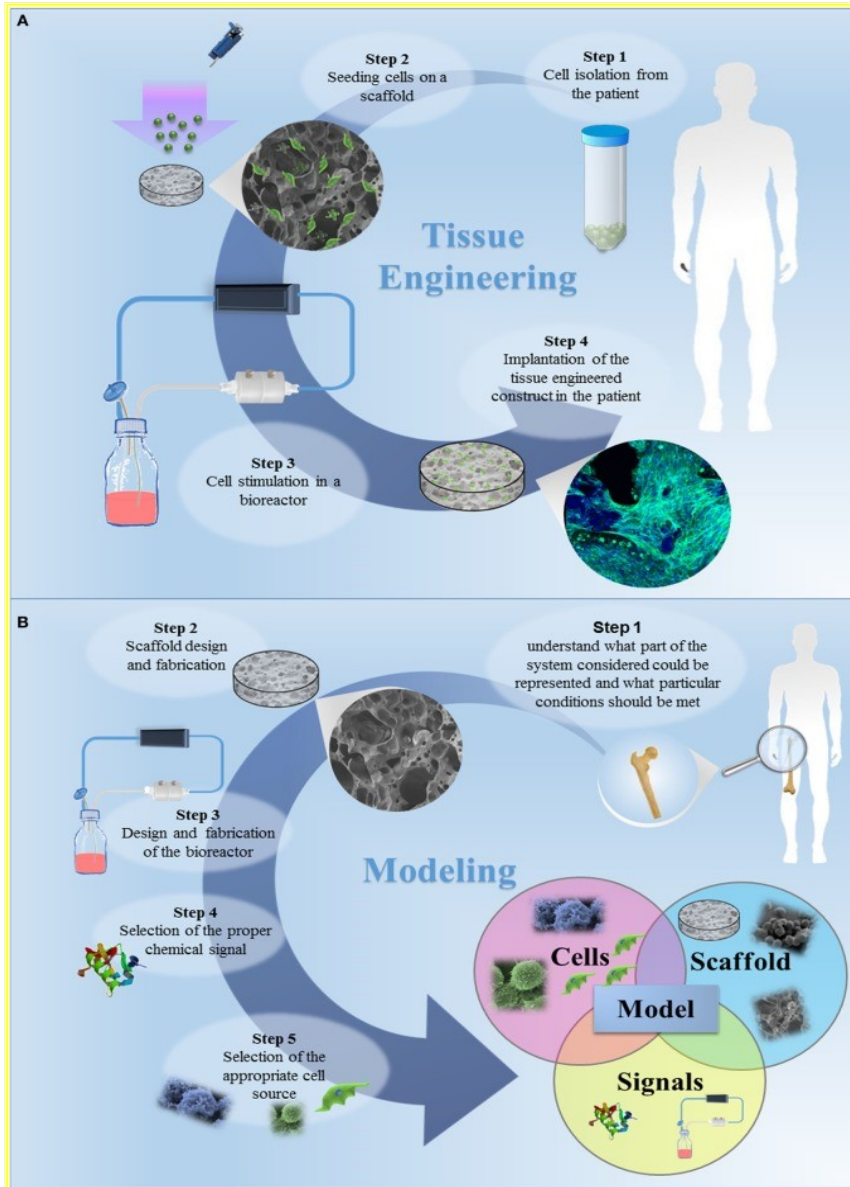 A
Step 1
Cell isolation from
the patient
Step 2
Seeding cells on a
scaffold
Tissue
Engineering
Step 3
Cell stimulation in a
bioreactor
Step 4
Implantation of the
tissue engineered
construct in the patient
B
Step 1
understand what part of the
system considered could be
represented and what particular
conditions should be met
Step 2
Scaffold design
and fabrication
Step 3
Design and fabrication
of the bioreactor
Modeling
Step 4
Selection of the proper
chemical signal
Step 5
Selection of the
appropriate cell
source
Cells
Scaffold
Model
Signals